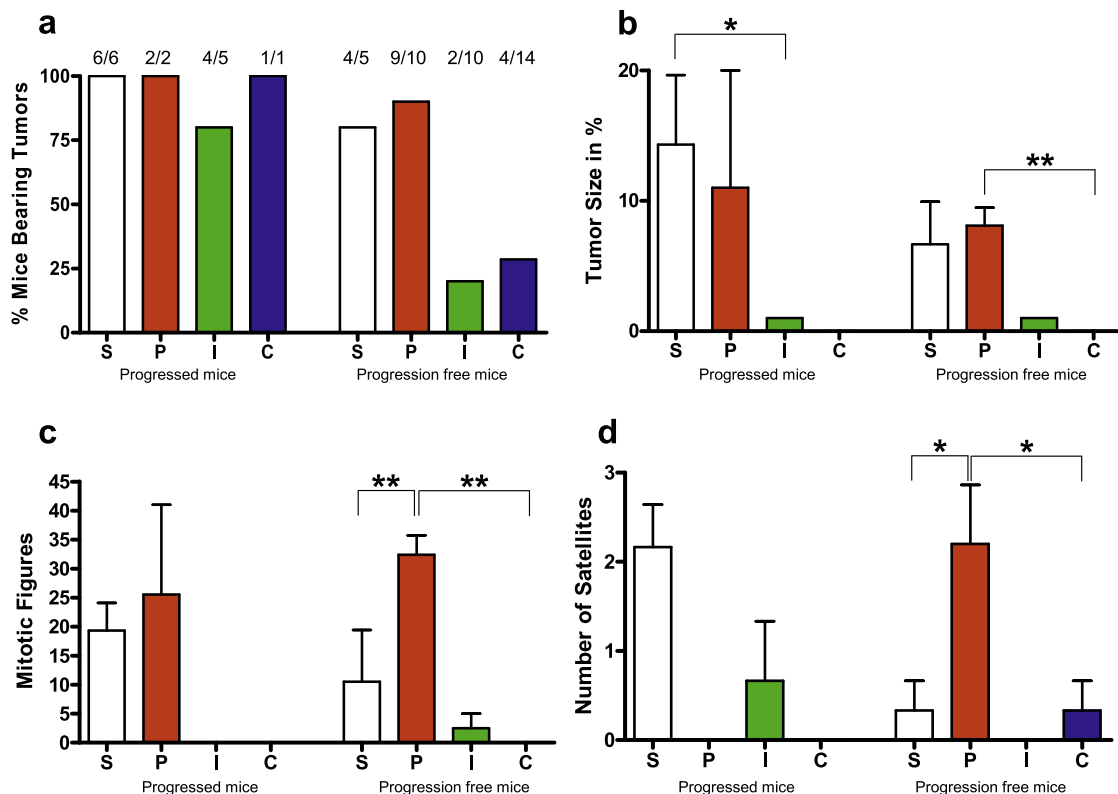 a
6/6 2/2 4/5 1/1 4/5 9/10 2/10 4/14
% Mice Bearing Tumors
100
75
50
25
0
S P I C S P I C
Progressed mice Progression free mice
b
* **
Tumor Size in %
20
10
0
S P I C S P I C
Progressed mice Progression free mice
c
** **
Mitotic Figures
45
40
35
30
25
20
15
10
5
0
S P I C S P I C
Progressed mice Progression free mice
d
* *
Number of Satellites
3
2
1
0
S P I C S P I C
Progressed mice Progression free mice